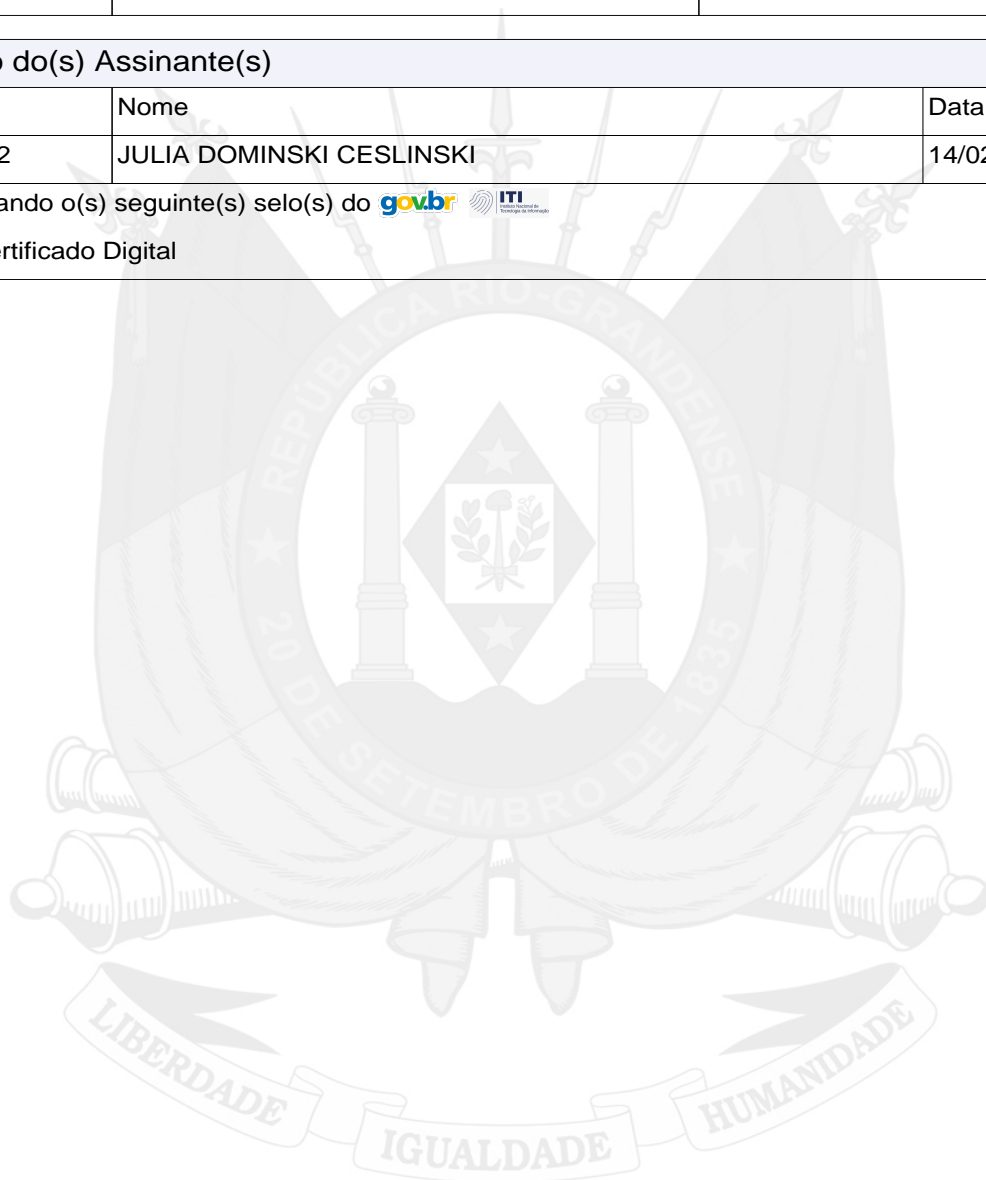 o do(s) Assinante(s)
Nome Data
2 JULIA DOMINSKI CESLINSKI 14/02
ando o(s) seguinte(s) selo(s) do gov.br ITI
rtificado Digital
REPÚBLICA RIO-GRANDENSE
20 DE SETEMBRO DE 1835
LIBERDADE IGUALDADE HUMANIDADE